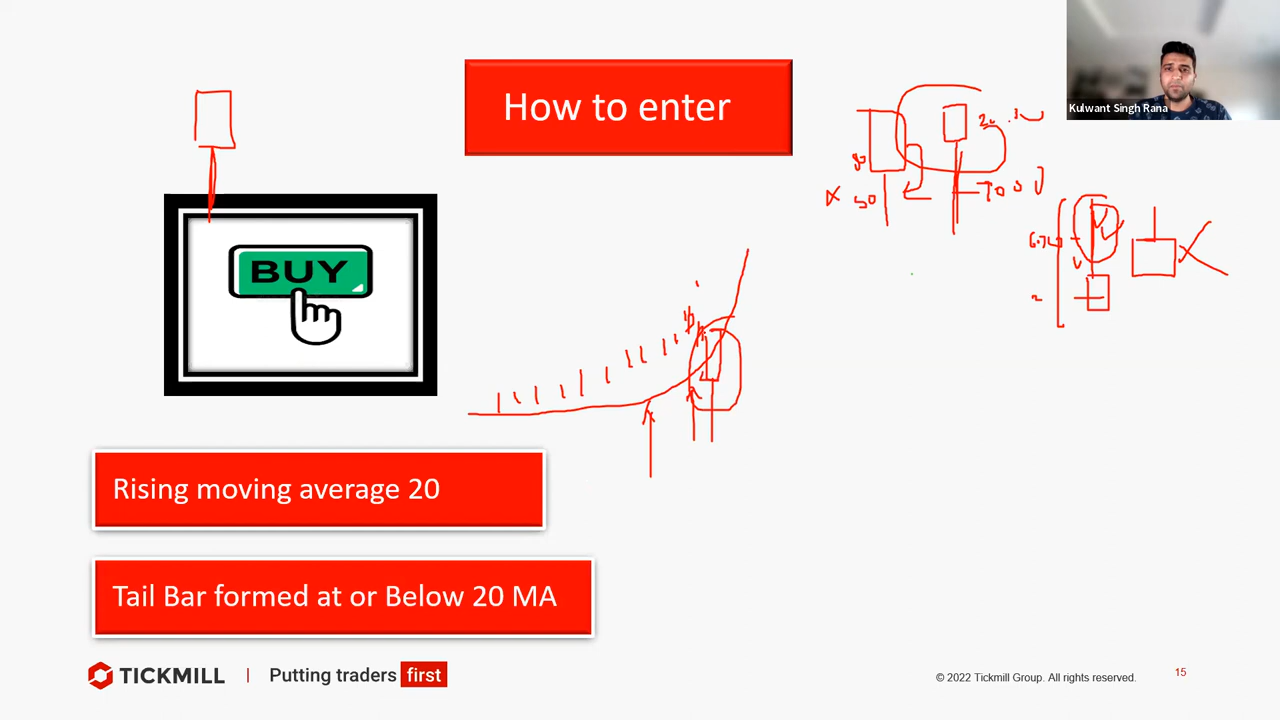 How to enter
Kulwant Singh Rana
BUY
Rising moving average 20
Tail Bar formed at or Below 20 MA
TICKMILL | Putting traders first
© 2022 Tickmill Group. All rights reserved.
15